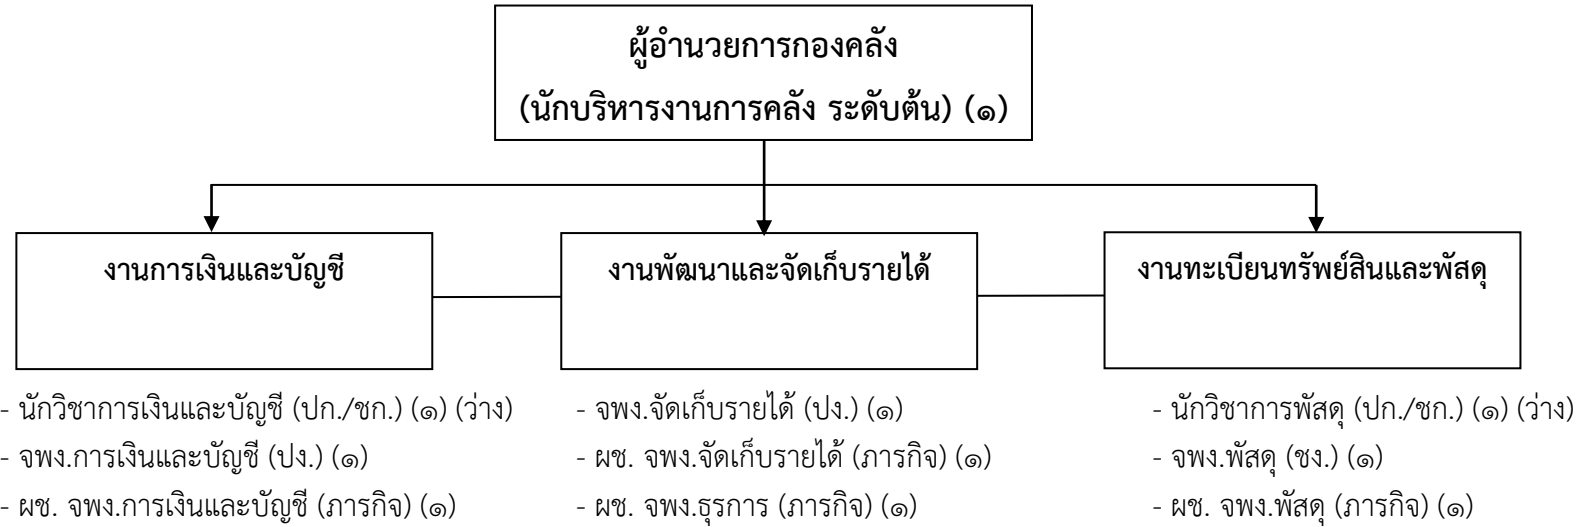 ผู้อำนวยการกองคลัง
(นักบริหารงานการคลัง ระดับต้น) (๑)
งานการเงินและบัญชี
งานพัฒนาและจัดเก็บรายได้
งานทะเบียนทรัพย์สินและพัสดุ
- นักวิชาการเงินและบัญชี (ปก./ชก.) (๑) (ว่าง)
- จพง.การเงินและบัญชี (ปง.) (๑)
- ผช. จพง.การเงินและบัญชี (ภารกิจ) (๑)
- จพง.จัดเก็บรายได้ (ปง.) (๑)
- ผช. จพง.จัดเก็บรายได้ (ภารกิจ) (๑)
- ผช. จพง.ธุรการ (ภารกิจ) (๑)
- นักวิชาการพัสดุ (ปก./ชก.) (๑) (ว่าง)
- จพง.พัสดุ (ชง.) (๑)
- ผช. จพง.พัสดุ (ภารกิจ) (๑)